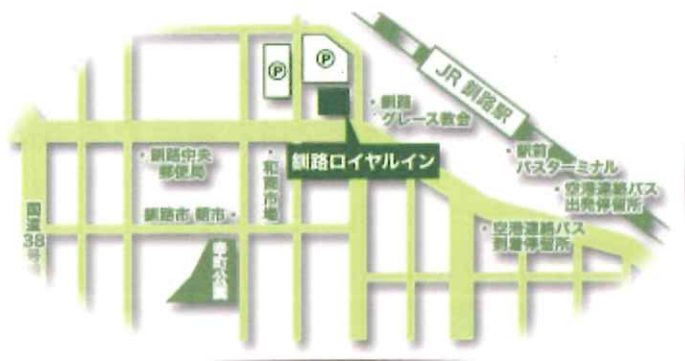 Ⓟ
Ⓟ
JR 釧路駅
・釧路
グレース教会
釧路ロイヤルイン
・駅前
バスターミナル
・釧路中央
郵便局
・和商市場
・空港連絡バス
出発停留所
国道38号
釧路市 朝市・
・空港連絡バス
到着停留所